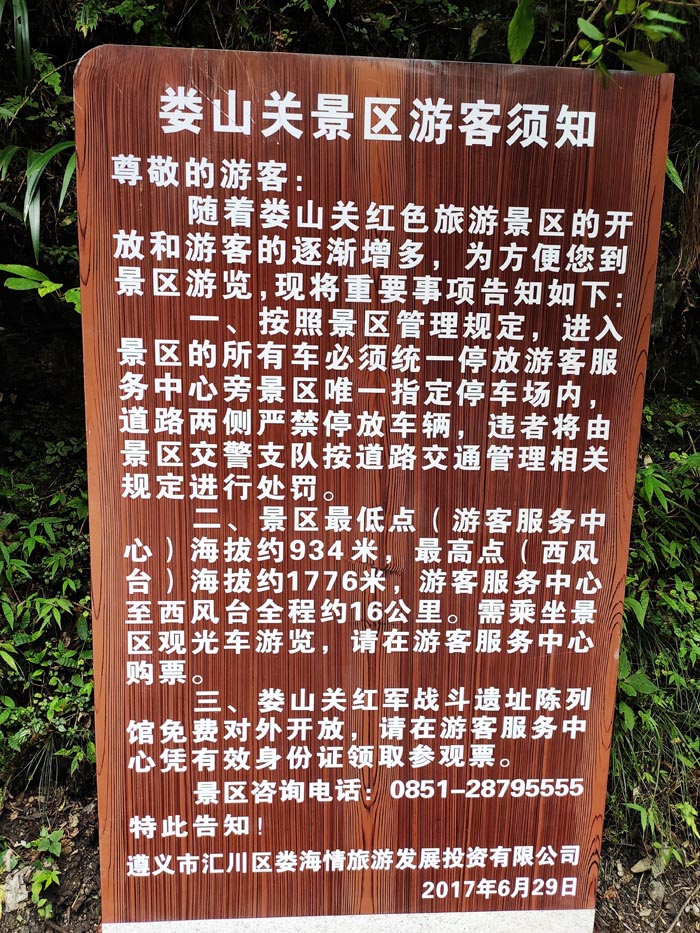 娄山关景区游客须知
尊敬的游客：
随着娄山关红色旅游景区的开
放和游客的逐渐增多，为方便您到
景区游览,现将重要事项告知如下：
一、按照景区管理规定，进入
景区的所有车必须统一停放游客服
务中心旁景区唯一指定停车场内，
道路两侧严禁停放车辆，违者将由
景区交警支队按道路交通管理相关
规定进行处罚。
二、景区最低点（游客服务中
心）海拔约934米，最高点（西风
台）海拔约1776米，游客服务中心
至西风台全程约16公里。需乘坐景
区观光车游览，请在游客服务中心
购票。
三、娄山关红军战斗遗址陈列
馆免费对外开放，请在游客服务中
心凭有效身份证领取参观票。
景区咨询电话：0851—28795555
特此告知！
遵义市汇川区娄海情旅游发展投资有限公司
2017年6月29日